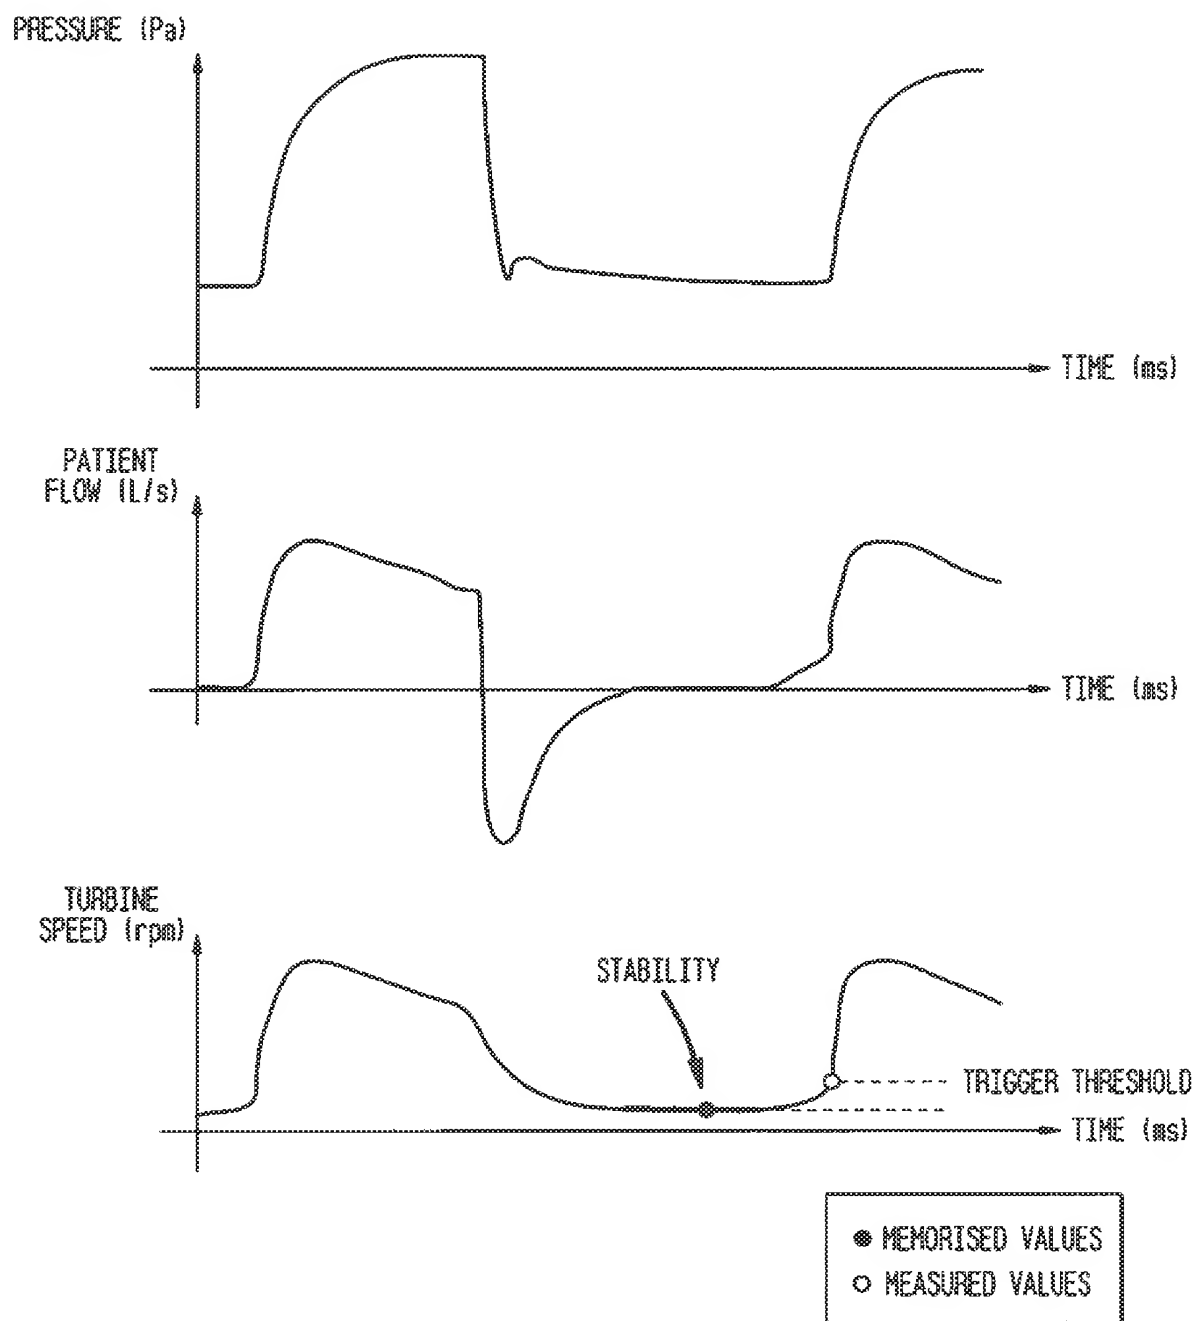 PRESSURE (Pa)
TIME (ms)
PATIENT
FLOW (L/s)
TIME (ms)
TURBINE
SPEED (rpm)
STABILITY
TRIGGER THRESHOLD
TIME (ms)
MEMORISED VALUES
MEASURED VALUES